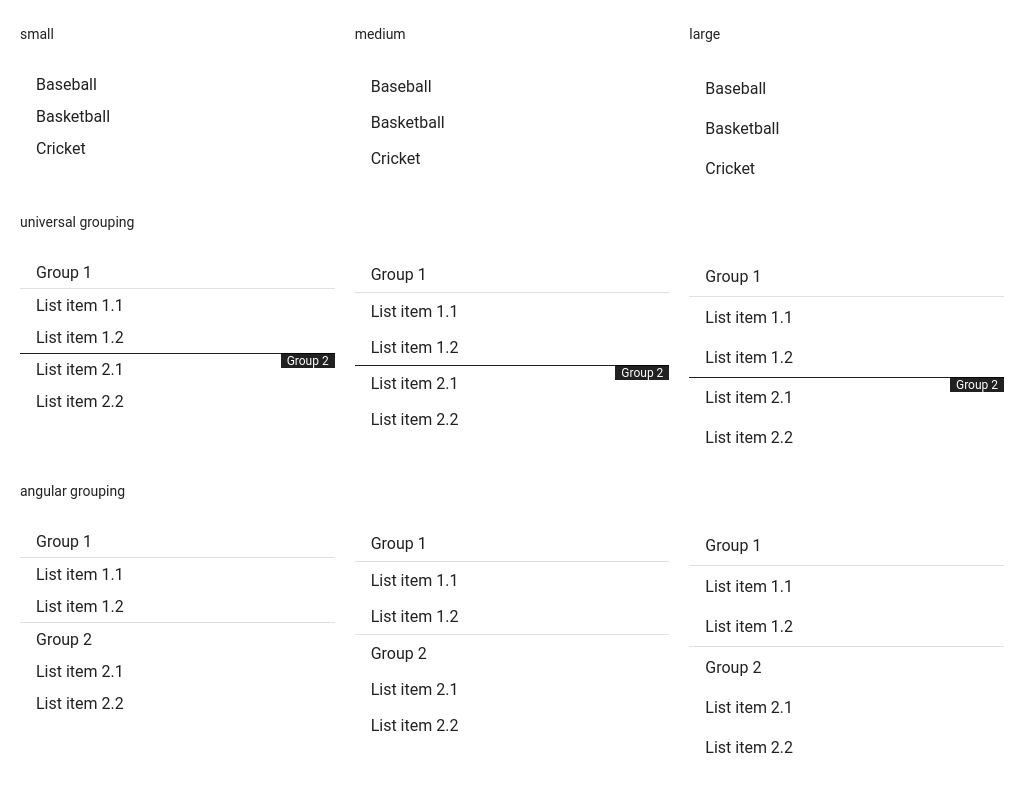 small
Baseball
Basketball
Cricket
medium
Baseball
Basketball
Cricket
large
Baseball
Basketball
Cricket
universal grouping
Group 1
List item 1.1
List item 1.2
Group 2
List item 2.1
List item 2.2
Group 1
List item 1.1
List item 1.2
Group 2
List item 2.1
List item 2.2
Group 1
List item 1.1
List item 1.2
Group 2
List item 2.1
List item 2.2
angular grouping
Group 1
List item 1.1
List item 1.2
Group 2
List item 2.1
List item 2.2
Group 1
List item 1.1
List item 1.2
Group 2
List item 2.1
List item 2.2
Group 1
List item 1.1
List item 1.2
Group 2
List item 2.1
List item 2.2